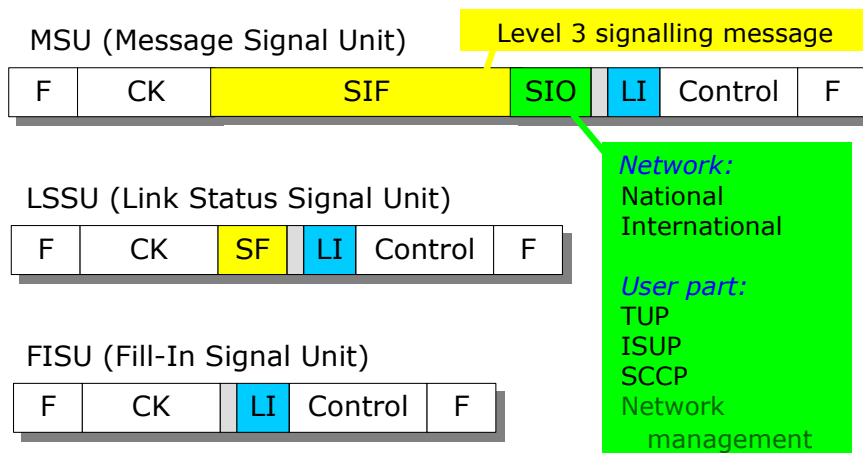 MSU (Message Signal Unit)
Level 3 signalling message
F CK SIF SIO LI Control F
Network:
National
International
User part:
TUP
ISUP
SCCP
Network
management
LSSU (Link Status Signal Unit)
F CK SF LI Control F
FISU (Fill-In Signal Unit)
F CK LI Control F